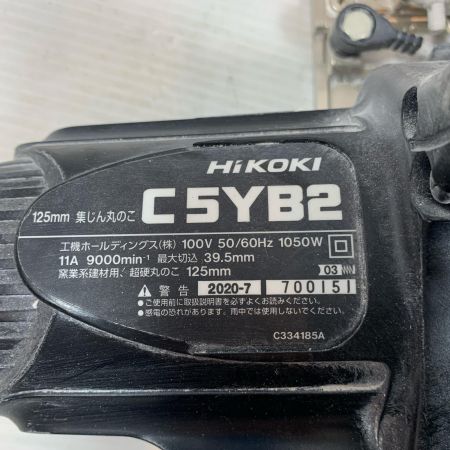 HiKOKI
125mm 集じん丸のこ C 5YB2
工機ホールディングス(株) 100V 50/60Hz 1050W
11A 9000min⁻¹ 最大切込 39.5mm
窯業系建材用、超硬丸のこ 125mm 03
警告 2020-7 700151
●ご使用前に取扱説明書を必ずよくお読みください。
●感電の恐れがあります。雨中では使用しないでください。
C334185A